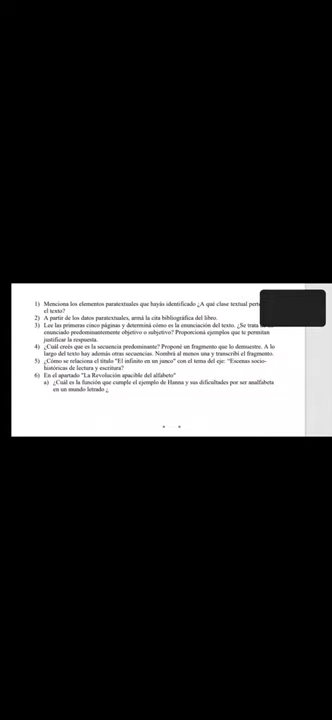 1) Menciona los elementos paratextuales que hayás identificado ¿A qué clase textual
el texto?
2) A partir de los datos paratextuales, armá la cita bibliográfica del libro.
3) Lee las primeras cinco páginas y determiná cómo es la enunciación del texto. ¿Se trata
enunciado predominantemente objetivo o subjetivo? Proporcioná ejemplos que te permitan
justificar la respuesta.
4) ¿Cuál creés que es la secuencia predominante? Proponé un fragmento que lo demuestre. A lo
largo del texto hay además otras secuencias. Nombrá al menos una y transcribí el fragmento.
5) ¿Cómo se relaciona el título "El infinito en un junco" con el tema del eje: "Escenas socio-
históricas de lectura y escritura?
6) En el apartado "La Revolución apacible del alfabeto"
a) ¿Cuál es la función que cumple el ejemplo de Hanna y sus dificultades por ser analfabeta
en un mundo letrado ¿